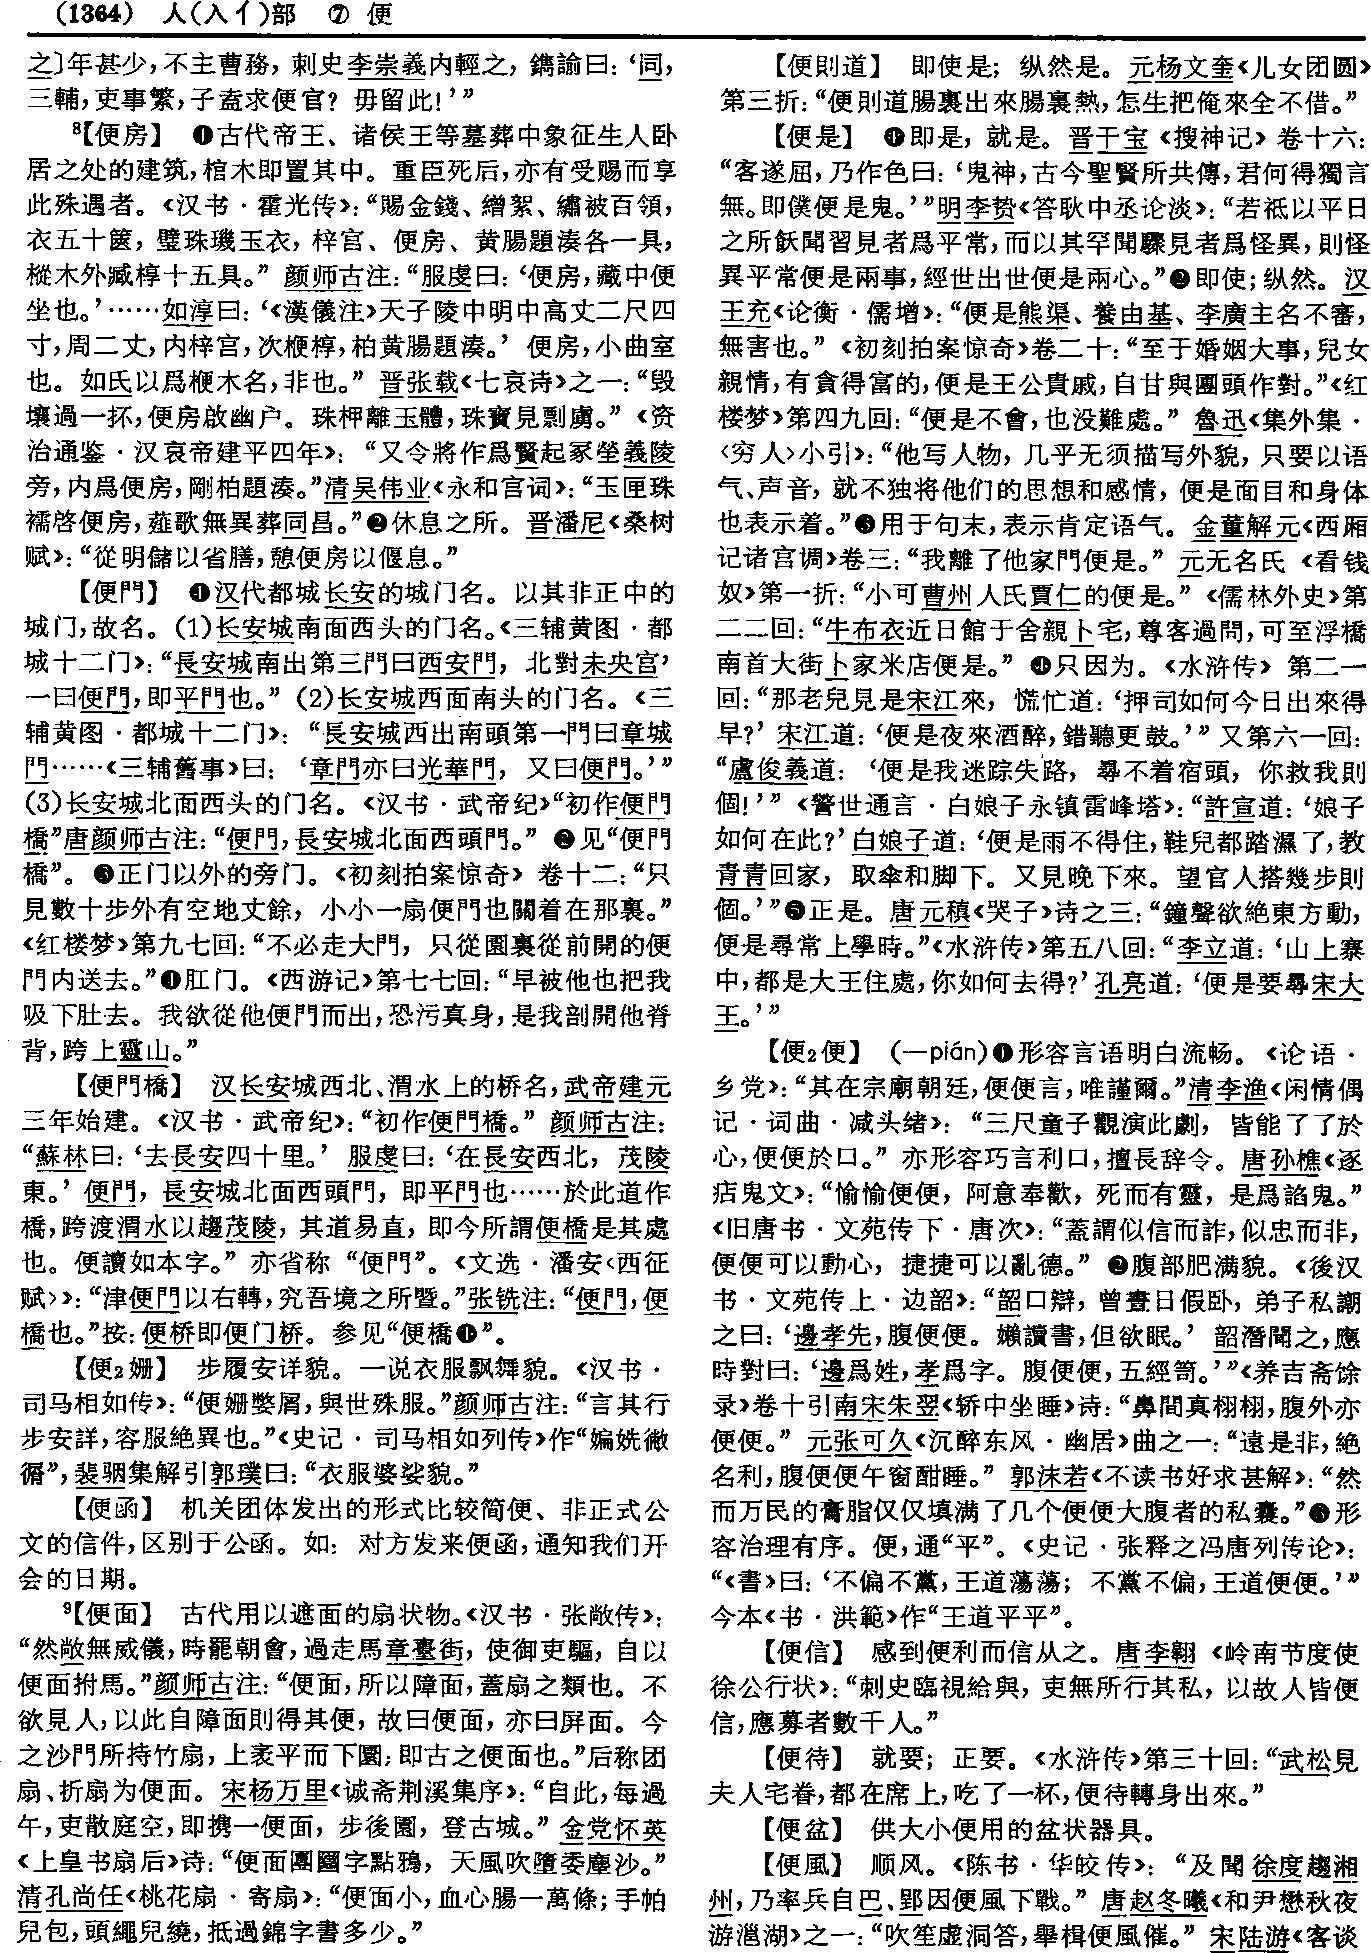 (1364) 人(入亻)部 ⑦ 便
之〕年甚少，不主曹務，刺史李崇義内輕之，鐫諭曰：‘同，
三輔，吏事繁，子盍求便官？毋留此！’”
⁸【便房】 ❶古代帝王、诸侯王等墓葬中象征生人卧
居之处的建筑，棺木即置其中。重臣死后，亦有受赐而享
此殊遇者。《汉书·霍光传》：“賜金錢、繒絮、繡被百領，
衣五十篋，璧珠璣玉衣，梓宫、便房、黄腸題湊各一具，
樅木外臧椁十五具。”颜师古注：“服虔曰：‘便房，藏中便
坐也。’……如淳曰：‘《漢儀注》天子陵中明中高丈二尺四
寸，周二丈，内梓宫，次楩椁，柏黄腸題湊。’便房，小曲室
也。如氏以爲楩木名，非也。”晋张载《七哀诗》之一：“毁
壤過一抔，便房啟幽户。珠柙離玉體，珠寶見剽虜。”《资
治通鉴·汉哀帝建平四年》：“又令將作爲賢起冢塋義陵
旁，内爲便房，剛柏題湊。”清吴伟业《永和宫词》：“玉匣珠
襦啓便房，薤歌無異葬同昌。”❷休息之所。晋潘尼《桑树
赋》：“從明儲以省膳，憩便房以偃息。”
【便門】 ❶汉代都城长安的城门名。以其非正中的
城门，故名。(1)长安城南面西头的门名。《三辅黄图·都
城十二门》：“長安城南出第三門曰西安門，北對未央宫，
一曰便門，即平門也。”(2)长安城西面南头的门名。《三
辅黄图·都城十二门》：“長安城西出南頭第一門曰章城
門……《三辅舊事》曰：‘章門亦曰光華門，又曰便門。’”
(3)长安城北面西头的门名。《汉书·武帝纪》“初作便門
橋”唐颜师古注：“便門，長安城北面西頭門。”❷见“便門
橋”。❸正门以外的旁门。《初刻拍案惊奇》卷十二：“只
見數十步外有空地丈餘，小小一扇便門也關着在那裏。”
《红楼梦》第九七回：“不必走大門，只從園裏從前開的便
門内送去。”❹肛门。《西游记》第七七回：“早被他也把我
吸下肚去。我欲從他便門而出，恐污真身，是我剖開他脊
背，跨上靈山。”
【便門橋】 汉长安城西北、渭水上的桥名，武帝建元
三年始建。《汉书·武帝纪》：“初作便門橋。”颜师古注：
“蘇林曰：‘去長安四十里。’服虔曰：‘在長安西北，茂陵
東。’便門，長安城北面西頭門，即平門也……於此道作
橋，跨渡渭水以趨茂陵，其道易直，即今所謂便橋是其處
也。便讀如本字。”亦省称“便門”。《文选·潘安〈西征
赋〉》：“津便門以右轉，究吾境之所暨。”张铣注：“便門，便
橋也。”按：便桥即便门桥。参见“便橋❶”。
【便₂姗】 步履安详貌。一说衣服飘舞貌。《汉书·
司马相如传》：“便姗嫳屑，與世殊服。”颜师古注：“言其行
步安詳，容服絶異也。”《史记·司马相如列传》作“媥姺徶
㣯”，裴骃集解引郭璞曰：“衣服婆娑貌。”
【便函】 机关团体发出的形式比较简便、非正式公
文的信件，区别于公函。如：对方发来便函，通知我们开
会的日期。
⁹【便面】 古代用以遮面的扇状物。《汉书·张敞传》：
“然敞無威儀，時罷朝會，過走馬章臺街，使御吏驅，自以
便面拊馬。”颜师古注：“便面，所以障面，蓋扇之類也。不
欲見人，以此自障面則得其便，故曰便面，亦曰屏面。今
之沙門所持竹扇，上袤平而下圜，即古之便面也。”后称团
扇、折扇为便面。宋杨万里《诚斋荆溪集序》：“自此，每過
午，吏散庭空，即携一便面，步後園，登古城。”金党怀英
《上皇书扇后》诗：“便面團圞字點鴉，天風吹墮委塵沙。”
清孔尚任《桃花扇·寄扇》：“便面小，血心腸一萬條；手帕
兒包，頭繩兒繞，抵過錦字書多少。”
【便則道】 即使是；纵然是。元杨文奎《儿女团圆》
第三折：“便則道腸裏出來腸裏熱，怎生把俺來全不借。”
【便是】 ❶即是，就是。晋干宝《搜神记》卷十六：
“客遂屈，乃作色曰：‘鬼神，古今聖賢所共傳，君何得獨言
無。即僕便是鬼。’”明李贽《答耿中丞论淡》：“若祗以平日
之所飫聞習見者爲平常，而以其罕聞驟見者爲怪異，則怪
異平常便是兩事，經世出世便是兩心。”❷即使；纵然。汉
王充《论衡·儒增》：“便是熊渠、養由基、李廣主名不審，
無害也。”《初刻拍案惊奇》卷二十：“至于婚姻大事，兒女
親情，有貪得富的，便是王公貴戚，自甘與團頭作對。”《红
楼梦》第四九回：“便是不會，也没難處。”鲁迅《集外集·
〈穷人〉小引》：“他写人物，几乎无须描写外貌，只要以语
气、声音，就不独将他们的思想和感情，便是面目和身体
也表示着。”❸用于句末，表示肯定语气。金董解元《西厢
记诸宫调》卷三：“我離了他家門便是。”元无名氏《看钱
奴》第一折：“小可曹州人氏賈仁的便是。”《儒林外史》第
二二回：“牛布衣近日館于舍親卜宅，尊客過問，可至浮橋
南首大街卜家米店便是。”❹只因为。《水浒传》第二一
回：“那老兒見是宋江來，慌忙道：‘押司如何今日出來得
早？’宋江道：‘便是夜來酒醉，錯聽更鼓。’”又第六一回：
“盧俊義道：‘便是我迷踪失路，尋不着宿頭，你救我則
個！’”《警世通言·白娘子永镇雷峰塔》：“許宣道：‘娘子
如何在此？’白娘子道：‘便是雨不得住，鞋兒都踏濕了，教
青青回家，取傘和脚下。又見晚下來。望官人搭幾步則
個。’”❺正是。唐元稹《哭子》诗之三：“鐘聲欲絶東方動，
便是尋常上學時。”《水浒传》第五八回：“李立道：‘山上寨
中，都是大王住處，你如何去得？’孔亮道：‘便是要尋宋大
王。’”
【便₂便】 (—pián)❶形容言语明白流畅。《论语·
乡党》：“其在宗廟朝廷，便便言，唯謹爾。”清李渔《闲情偶
记·词曲·减头绪》：“三尺童子觀演此劇，皆能了了於
心，便便於口。”亦形容巧言利口，擅長辞令。唐孙樵《逐
痁鬼文》：“愉愉便便，阿意奉歡，死而有靈，是爲諂鬼。”
《旧唐书·文苑传下·唐次》：“蓋謂似信而詐，似忠而非，
便便可以動心，捷捷可以亂德。”❷腹部肥满貌。《後汉
书·文苑传上·边韶》：“韶口辯，曾晝日假卧，弟子私謿
之曰：‘邊孝先，腹便便。嬾讀書，但欲眠。’韶潛聞之，應
時對曰：‘邊爲姓，孝爲字。腹便便，五經笥。’”《养吉斋馀
录》卷十引南宋朱翌《轿中坐睡》诗：“鼻間真栩栩，腹外亦
便便。”元张可久《沉醉东风·幽居》曲之一：“遠是非，絶
名利，腹便便午窗酣睡。”郭沫若《不读书好求甚解》：“然
而万民的膏脂仅仅填满了几个便便大腹者的私囊。”❸形
容治理有序。便，通“平”。《史记·张释之冯唐列传论》：
“《書》曰：‘不偏不黨，王道蕩蕩；不黨不偏，王道便便。’”
今本《书·洪範》作“王道平平”。
【便信】 感到便利而信从之。唐李翱《岭南节度使
徐公行状》：“刺史臨視給與，吏無所行其私，以故人皆便
信，應募者數千人。”
【便待】 就要；正要。《水浒传》第三十回：“武松見
夫人宅眷，都在席上，吃了一杯，便待轉身出來。”
【便盆】 供大小便用的盆状器具。
【便風】 顺风。《陈书·华皎传》：“及聞徐度趨湘
州，乃率兵自巴、郢因便風下戰。”唐赵冬曦《和尹懋秋夜
游灉湖》之一：“吹笙虚洞答，舉楫便風催。”宋陆游《客谈